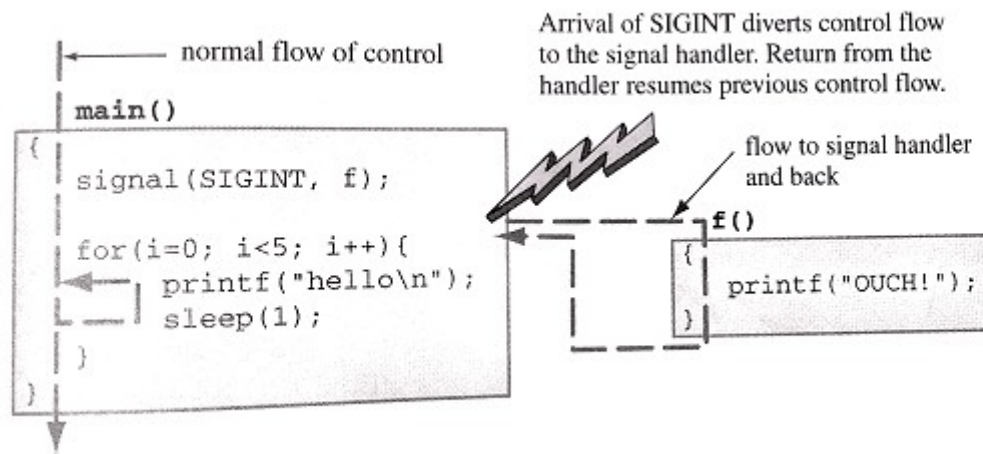 Arrival of SIGINT diverts control flow
to the signal handler. Return from the
handler resumes previous control flow.
normal flow of control
main()
{
signal(SIGINT, f);
for(i=0; i<5; i++){
printf("hello\n");
sleep(1);
}
}
flow to signal handler
and back
f()
{
printf("OUCH!");
}